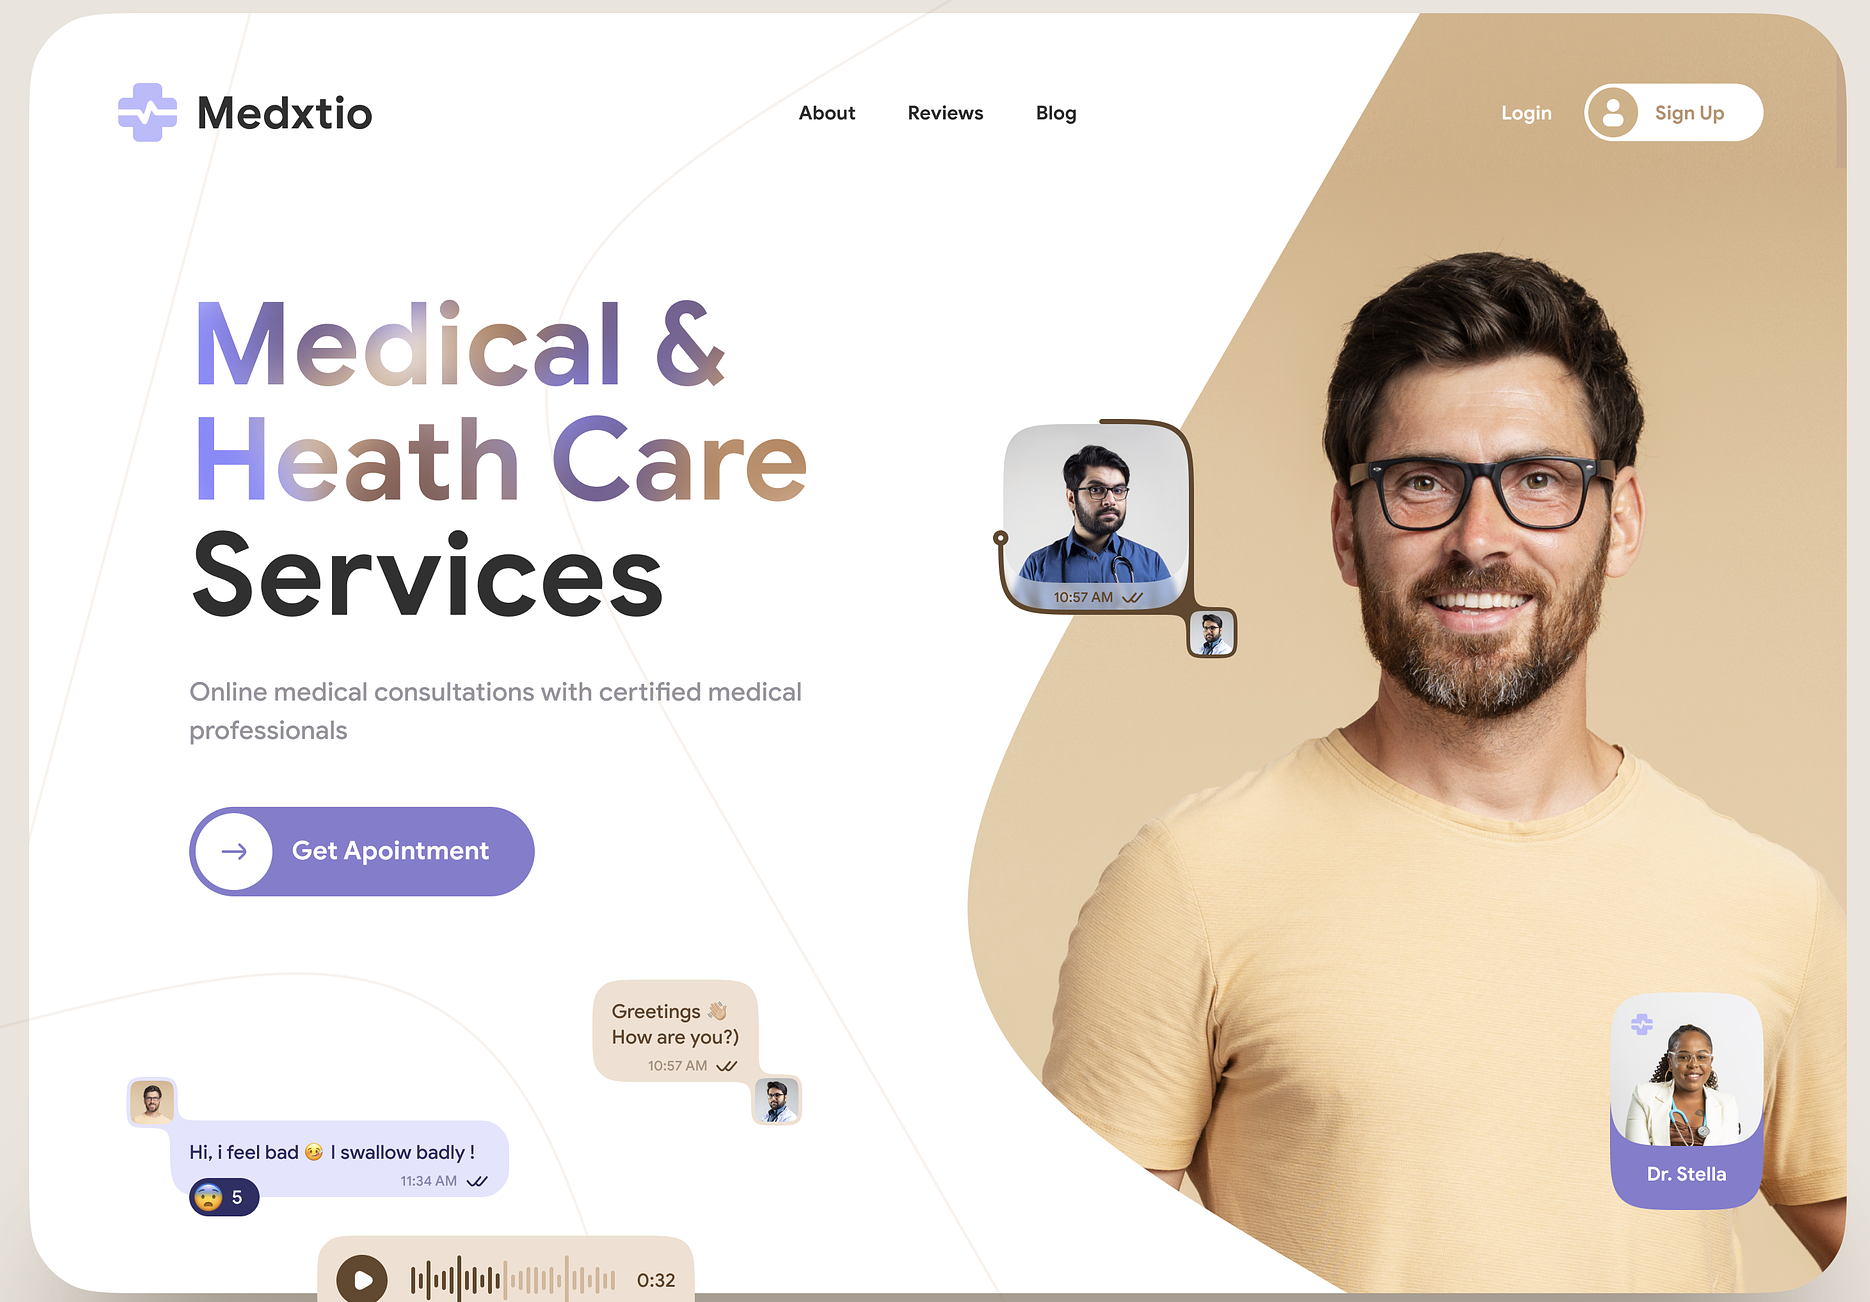 Medxtio
About
Reviews
Blog
Login
Sign Up
Medical &
Heath Care
Services
Online medical consultations with certified medical
professionals
Get Apointment
10:57 AM
Greetings 👋🏼
How are you?)
10:57 AM
Hi, i feel bad 🤒 I swallow badly !
11:34 AM
😨 5
0:32
Dr. Stella